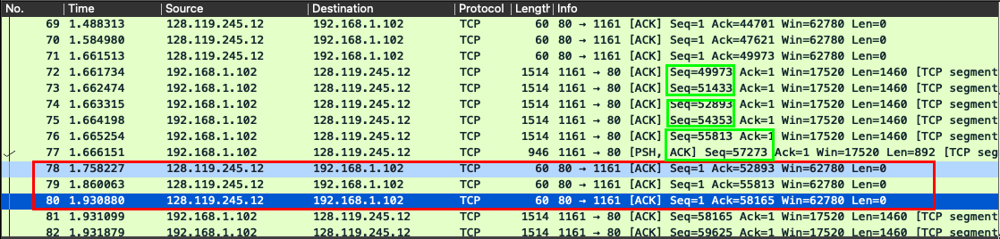 No. Time Source Destination Protocol Lengtł Info
69 1.488313 128.119.245.12 192.168.1.102 TCP 60 80 → 1161 [ACK] Seq=1 Ack=44701 Win=62780 Len=0
70 1.584980 128.119.245.12 192.168.1.102 TCP 60 80 → 1161 [ACK] Seq=1 Ack=47621 Win=62780 Len=0
71 1.661513 128.119.245.12 192.168.1.102 TCP 60 80 → 1161 [ACK] Seq=1 Ack=49973 Win=62780 Len=0
72 1.661734 192.168.1.102 128.119.245.12 TCP 1514 1161 → 80 [ACK] Seq=49973 Ack=1 Win=17520 Len=1460 [TCP segment
73 1.662474 192.168.1.102 128.119.245.12 TCP 1514 1161 → 80 [ACK] Seq=51433 Ack=1 Win=17520 Len=1460 [TCP segment
74 1.663315 192.168.1.102 128.119.245.12 TCP 1514 1161 → 80 [ACK] Seq=52893 Ack=1 Win=17520 Len=1460 [TCP segment
75 1.664198 192.168.1.102 128.119.245.12 TCP 1514 1161 → 80 [ACK] Seq=54353 Ack=1 Win=17520 Len=1460 [TCP segment
76 1.665254 192.168.1.102 128.119.245.12 TCP 1514 1161 → 80 [ACK] Seq=55813 Ack=1 Win=17520 Len=1460 [TCP segment
77 1.666151 192.168.1.102 128.119.245.12 TCP 946 1161 → 80 [PSH, ACK] Seq=57273 Ack=1 Win=17520 Len=892 [TCP seg
78 1.758227 128.119.245.12 192.168.1.102 TCP 60 80 → 1161 [ACK] Seq=1 Ack=52893 Win=62780 Len=0
79 1.860063 128.119.245.12 192.168.1.102 TCP 60 80 → 1161 [ACK] Seq=1 Ack=55813 Win=62780 Len=0
80 1.930880 128.119.245.12 192.168.1.102 TCP 60 80 → 1161 [ACK] Seq=1 Ack=58165 Win=62780 Len=0
81 1.931099 192.168.1.102 128.119.245.12 TCP 1514 1161 → 80 [ACK] Seq=58165 Ack=1 Win=17520 Len=1460 [TCP segment
82 1.931879 192.168.1.102 128.119.245.12 TCP 1514 1161 → 80 [ACK] Seq=59625 Ack=1 Win=17520 Len=1460 [TCP segment